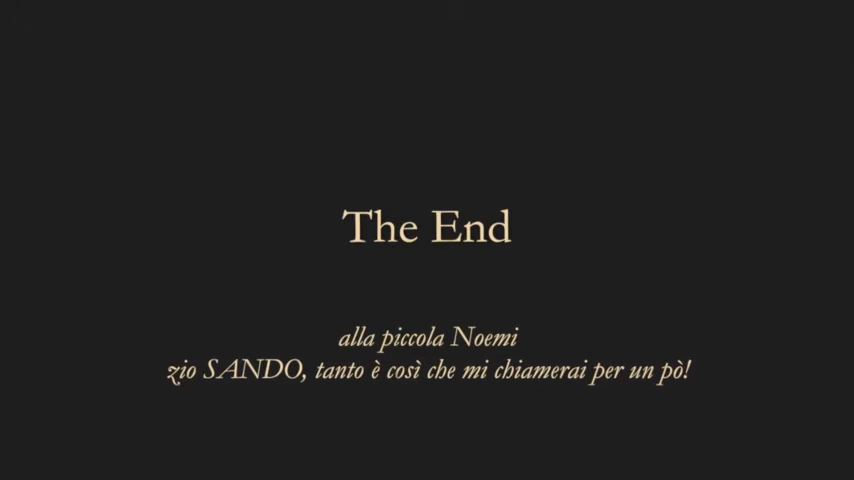 The End
alla piccola Noemi
zio SANDO, tanto è così che mi chiamerai per un pò!